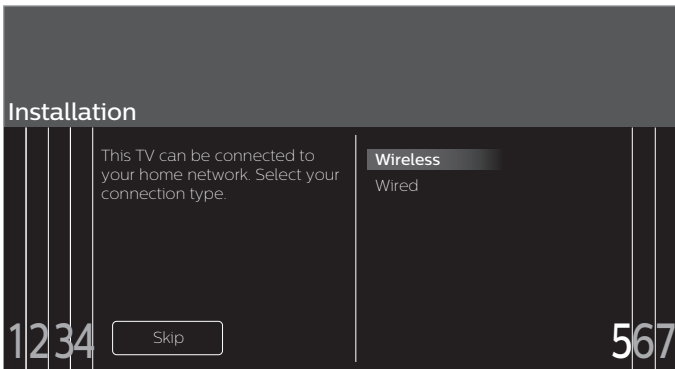 Installation
This TV can be connected to
your home network. Select your
connection type.
Wireless
Wired
Skip
1234
567